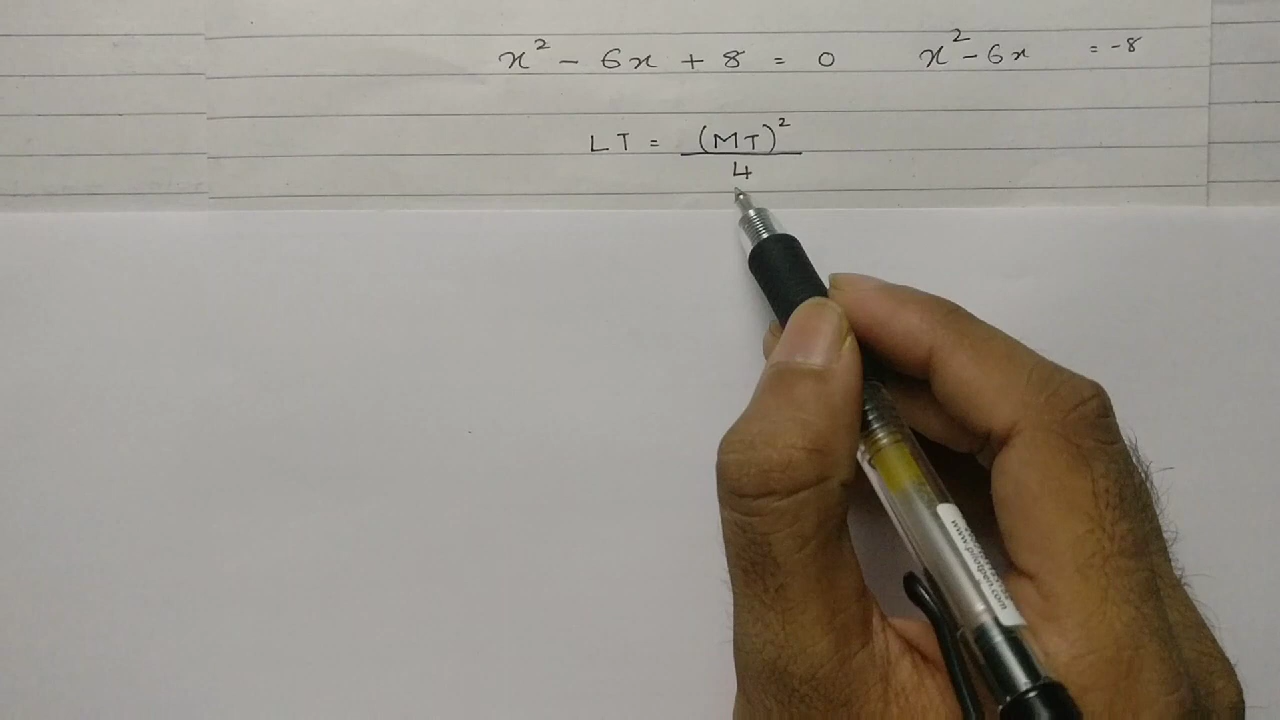 x² - 6x + 8 = 0 x² - 6x = -8
LT = (MT)²
4